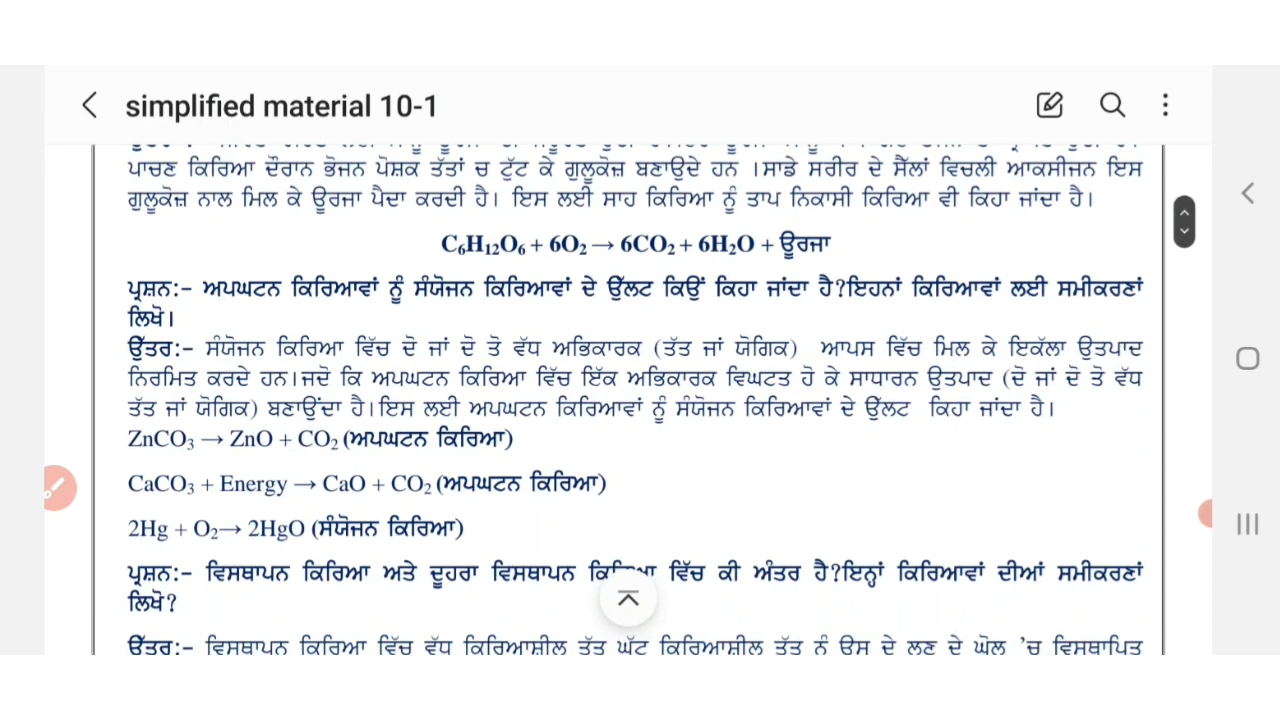 simplified material 10-1
ਪਾਚਣ ਕਿਰਿਆ ਦੌਰਾਨ ਭੋਜਨ ਪੋਸ਼ਕ ਤੱਤਾਂ ਚ ਟੁੱਟ ਕੇ ਗੁਲੂਕੋਜ਼ ਬਣਾਉਦੇ ਹਨ ।ਸਾਡੇ ਸਰੀਰ ਦੇ ਸੈੱਲਾਂ ਵਿਚਲੀ ਆਕਸੀਜਨ ਇਸ
ਗੁਲੂਕੋਜ਼ ਨਾਲ ਮਿਲ ਕੇ ਊਰਜਾ ਪੈਦਾ ਕਰਦੀ ਹੈ। ਇਸ ਲਈ ਸਾਹ ਕਿਰਿਆ ਨੂੰ ਤਾਪ ਨਿਕਾਸੀ ਕਿਰਿਆ ਵੀ ਕਿਹਾ ਜਾਂਦਾ ਹੈ।
C₆H₁₂O₆ + 6O₂ → 6CO₂ + 6H₂O + ਊਰਜਾ
ਪ੍ਰਸ਼ਨ:- ਅਪਘਟਨ ਕਿਰਿਆਵਾਂ ਨੂੰ ਸੰਯੋਜਨ ਕਿਰਿਆਵਾਂ ਦੇ ਉੱਲਟ ਕਿਉਂ ਕਿਹਾ ਜਾਂਦਾ ਹੈ?ਇਹਨਾਂ ਕਿਰਿਆਵਾਂ ਲਈ ਸਮੀਕਰਣਾਂ
ਲਿਖੋ।
ਉੱਤਰ:- ਸੰਯੋਜਨ ਕਿਰਿਆ ਵਿੱਚ ਦੋ ਜਾਂ ਦੋ ਤੋ ਵੱਧ ਅਭਿਕਾਰਕ (ਤੱਤ ਜਾਂ ਯੋਗਿਕ) ਆਪਸ ਵਿੱਚ ਮਿਲ ਕੇ ਇਕੱਲਾ ਉਤਪਾਦ
ਨਿਰਮਿਤ ਕਰਦੇ ਹਨ।ਜਦੋ ਕਿ ਅਪਘਟਨ ਕਿਰਿਆ ਵਿੱਚ ਇੱਕ ਅਭਿਕਾਰਕ ਵਿਘਟਤ ਹੋ ਕੇ ਸਾਧਾਰਨ ਉਤਪਾਦ (ਦੋ ਜਾਂ ਦੋ ਤੋ ਵੱਧ
ਤੱਤ ਜਾਂ ਯੋਗਿਕ) ਬਣਾਉਂਦਾ ਹੈ।ਇਸ ਲਈ ਅਪਘਟਨ ਕਿਰਿਆਵਾਂ ਨੂੰ ਸੰਯੋਜਨ ਕਿਰਿਆਵਾਂ ਦੇ ਉੱਲਟ ਕਿਹਾ ਜਾਂਦਾ ਹੈ।
ZnCO₃ → ZnO + CO₂ (ਅਪਘਟਨ ਕਿਰਿਆ)
CaCO₃ + Energy → CaO + CO₂ (ਅਪਘਟਨ ਕਿਰਿਆ)
2Hg + O₂→ 2HgO (ਸੰਯੋਜਨ ਕਿਰਿਆ)
ਪ੍ਰਸ਼ਨ:- ਵਿਸਥਾਪਨ ਕਿਰਿਆ ਅਤੇ ਦੂਹਰਾ ਵਿਸਥਾਪਨ ਕਿਰਿਆ ਵਿੱਚ ਕੀ ਅੰਤਰ ਹੈ?ਇਨ੍ਹਾਂ ਕਿਰਿਆਵਾਂ ਦੀਆਂ ਸਮੀਕਰਣਾਂ
ਲਿਖੋ?
ਉੱਤਰ:- ਵਿਸਥਾਪਨ ਕਿਰਿਆ ਵਿੱਚ ਵੱਧ ਕਿਰਿਆਸ਼ੀਲ ਤੱਤ ਘੱਟ ਕਿਰਿਆਸ਼ੀਲ ਤੱਤ ਨੂੰ ਉਸ ਦੇ ਲੂਣ ਦੇ ਘੋਲ 'ਚ ਵਿਸਥਾਪਿਤ